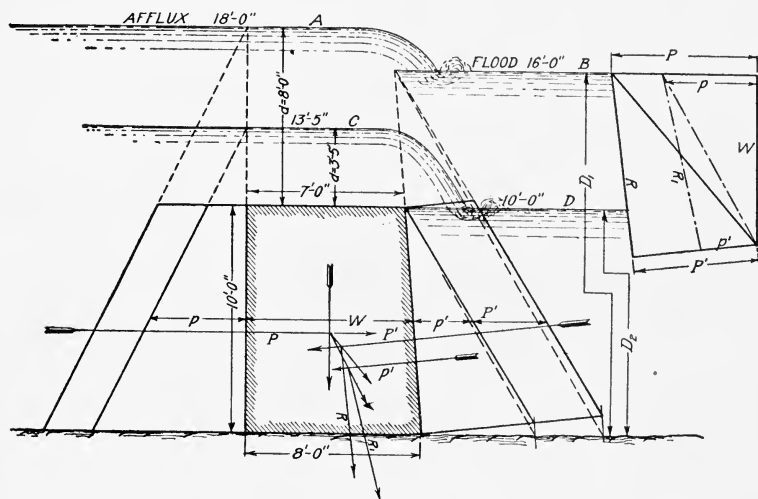 AFFLUX 18'-0" A
FLOOD 16'-0" B
P
p
d=8'-0"
13'-5" C
d=3'-5"
W
R
R₁
D₁
7'-0"
10'-0" D
p'
P'
10'-0"
p
W
p'
P'
P
P'
p'
D₂
R
R₁
8'-0"